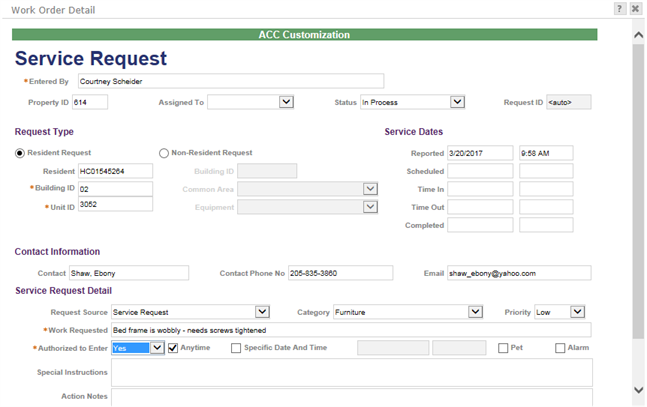 Work Order Detail ? ×
ACC Customization
Service Request
*Entered By Courtney Scheider
Property ID 614 Assigned To Status In Process Request ID <auto>
Request Type Service Dates
Resident Request Non-Resident Request Reported 3/20/2017 9:58 AM
Resident HC01545264 Building ID Scheduled
*Building ID 02 Common Area Time In
*Unit ID 3052 Equipment Time Out
Completed
Contact Information
Contact Shaw, Ebony Contact Phone No 205-835-3860 Email shaw_ebony@yahoo.com
Service Request Detail
Request Source Service Request Category Furniture Priority Low
*Work Requested Bed frame is wobbly - needs screws tightened
*Authorized to Enter Yes Anytime Specific Date And Time Pet Alarm
Special Instructions
Action Notes